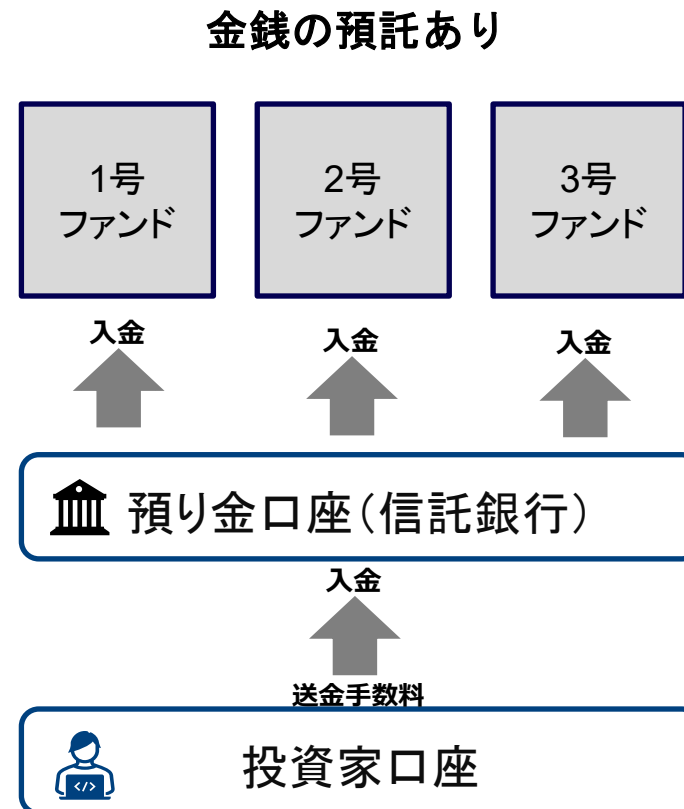 金銭の預託あり
1号
ファンド
2号
ファンド
3号
ファンド
入金
入金
入金
預り金口座（信託銀行）
入金
送金手数料
</>
投資家口座